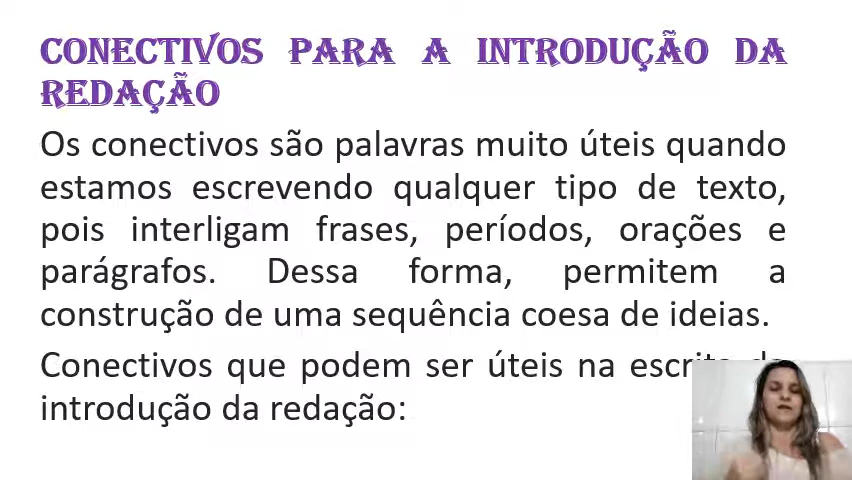 CONECTIVOS PARA A INTRODUÇÃO DA
REDAÇÃO
Os conectivos são palavras muito úteis quando
estamos escrevendo qualquer tipo de texto,
pois interligam frases, períodos, orações e
parágrafos. Dessa forma, permitem a
construção de uma sequência coesa de ideias.
Conectivos que podem ser úteis na escrita da
introdução da redação: